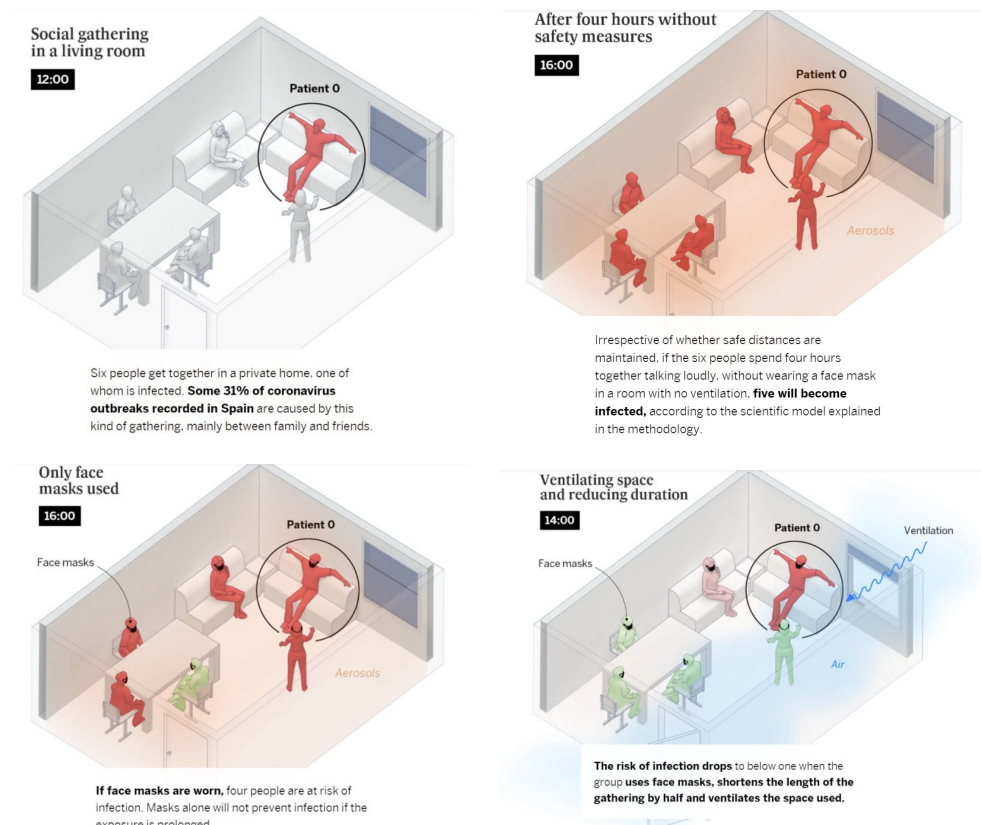 Social gathering
in a living room
12:00
Patient 0
Six people get together in a private home, one of
whom is infected. Some 31% of coronavirus
outbreaks recorded in Spain are caused by this
kind of gathering, mainly between family and friends.
After four hours without
safety measures
16:00
Patient 0
Aerosols
Irrespective of whether safe distances are
maintained, if the six people spend four hours
together talking loudly, without wearing a face mask
in a room with no ventilation, five will become
infected, according to the scientific model explained
in the methodology.
Only face
masks used
16:00
Patient 0
Face masks
Aerosols
If face masks are worn, four people are at risk of
infection. Masks alone will not prevent infection if the
exposure is prolonged
Ventilating space
and reducing duration
14:00
Patient 0
Ventilation
Face masks
Air
The risk of infection drops to below one when the
group uses face masks, shortens the length of the
gathering by half and ventilates the space used.